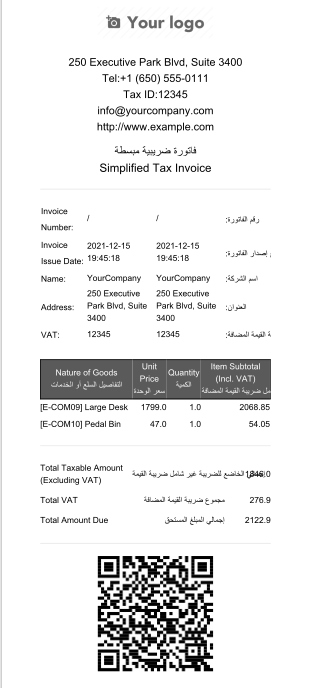 Your logo
250 Executive Park Blvd, Suite 3400
Tel:+1 (650) 555-0111
Tax ID:12345
info@yourcompany.com
http://www.example.com
فاتورة ضريبية مبسطة
Simplified Tax Invoice
Invoice Number: / / رقم الفاتورة:
Invoice Issue Date: 2021-12-15 19:45:18 2021-12-15 19:45:18 إصدار الفاتورة:
Name: YourCompany YourCompany اسم الشركة:
Address: 250 Executive Park Blvd, Suite 3400 250 Executive Park Blvd, Suite 3400 العنوان:
VAT: 12345 12345 القيمة المضافة:
Nature of Goods Unit Price Quantity Item Subtotal (Incl. VAT)
التفاصيل السلع أو الخدمات سعر الوحدة الكمية ضريبة القيمة المضافة
[E-COM09] Large Desk 1799.0 1.0 2068.85
[E-COM10] Pedal Bin 47.0 1.0 54.05
Total Taxable Amount (Excluding VAT) الخاضع للضريبة غير شامل ضريبة القيمة
Total VAT مجموع ضريبة القيمة المضافة 276.9
Total Amount Due إجمالي المبلغ المستحق 2122.9